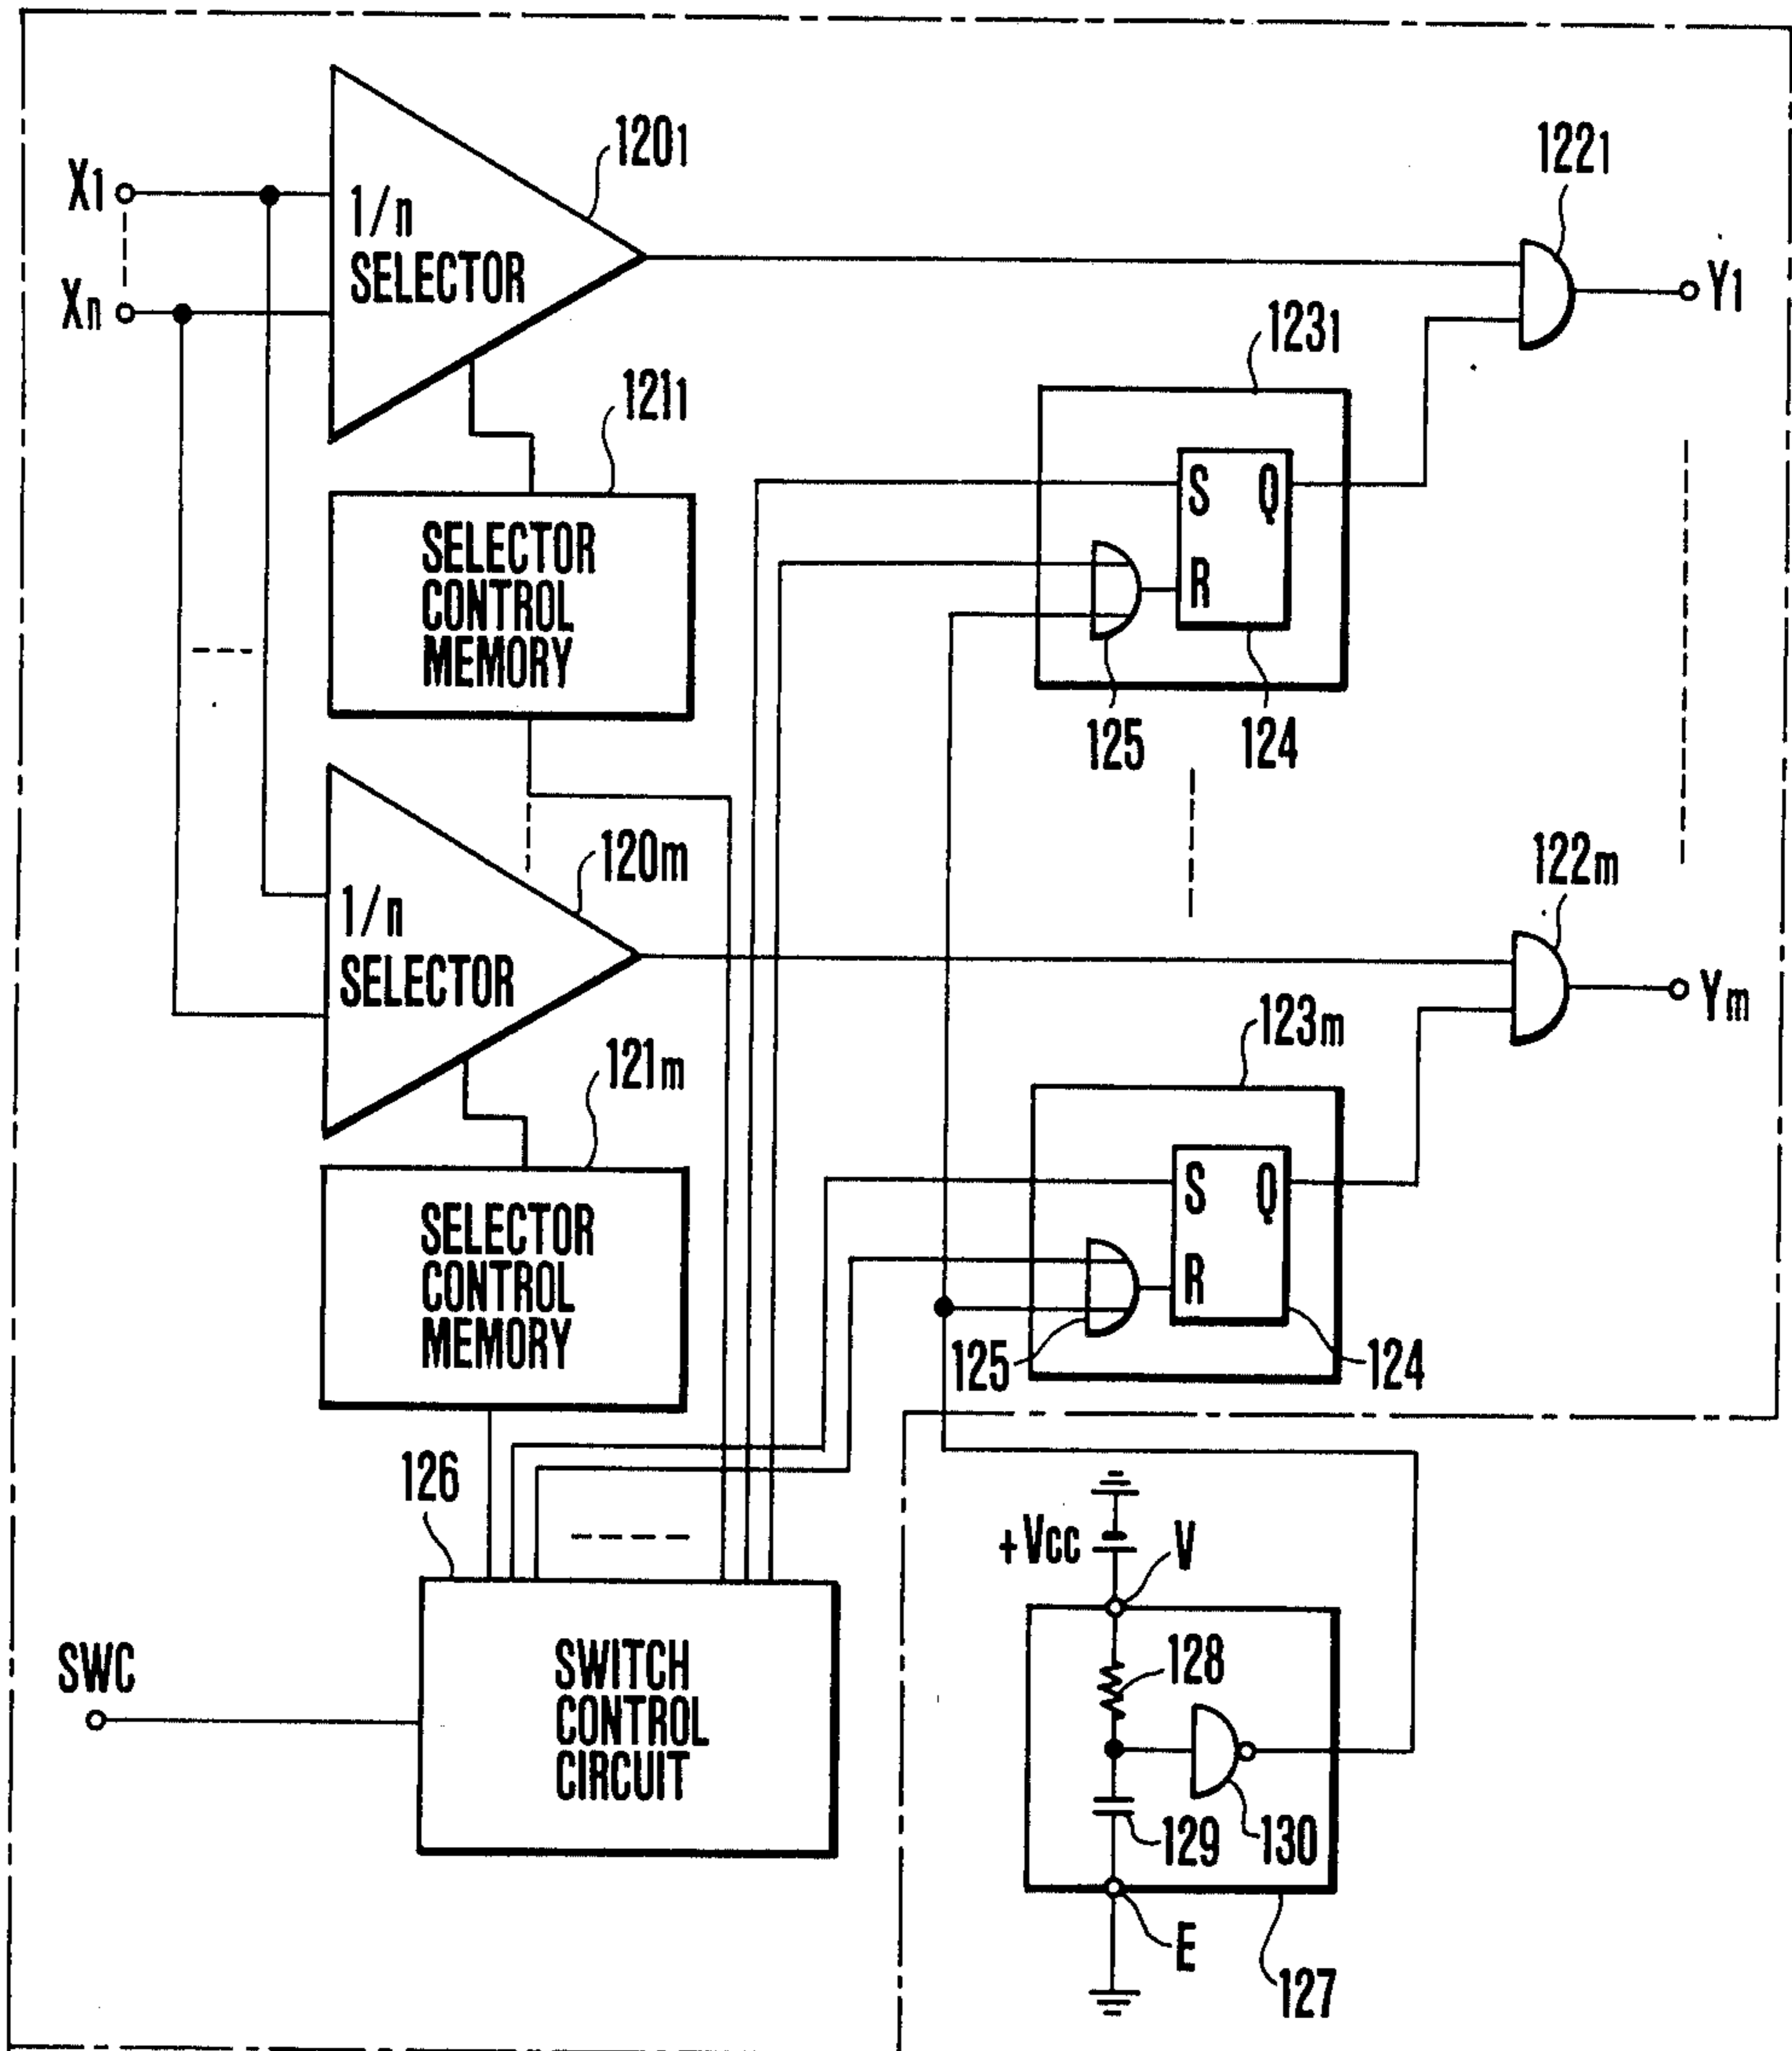 120₁
X1
1/n
SELECTOR
Xn
122₁
Y1
123₁
121₁
S Q
R
SELECTOR
CONTROL
MEMORY
125
124
120m
1/n
SELECTOR
122m
Ym
123m
121m
S Q
R
SELECTOR
CONTROL
MEMORY
125
124
126
+Vcc
V
SWC
SWITCH
CONTROL
CIRCUIT
128
129
130
E
127